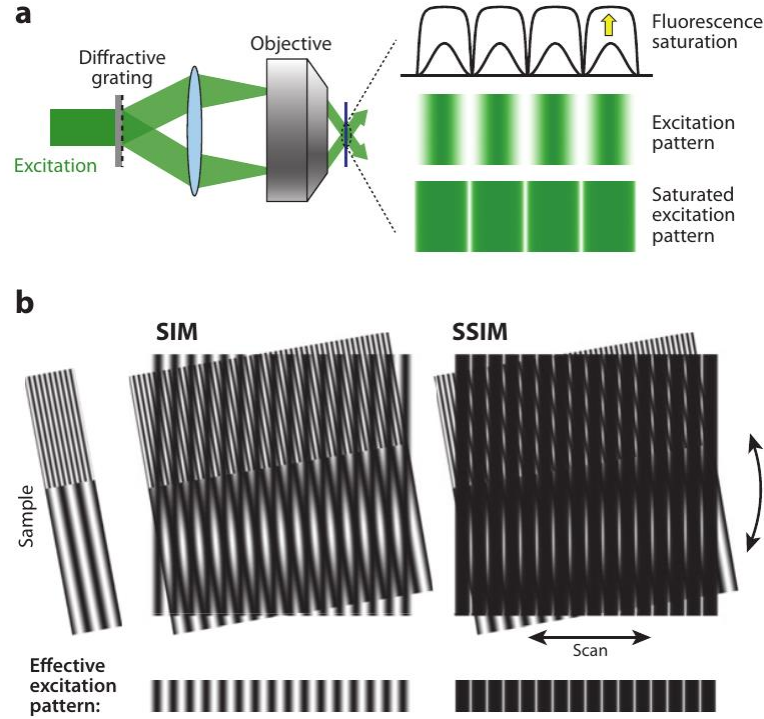 a
Diffractive
grating
Objective
Excitation
Fluorescence
saturation
Excitation
pattern
Saturated
excitation
pattern
b
SIM
SSIM
Sample
Scan
Effective
excitation
pattern: